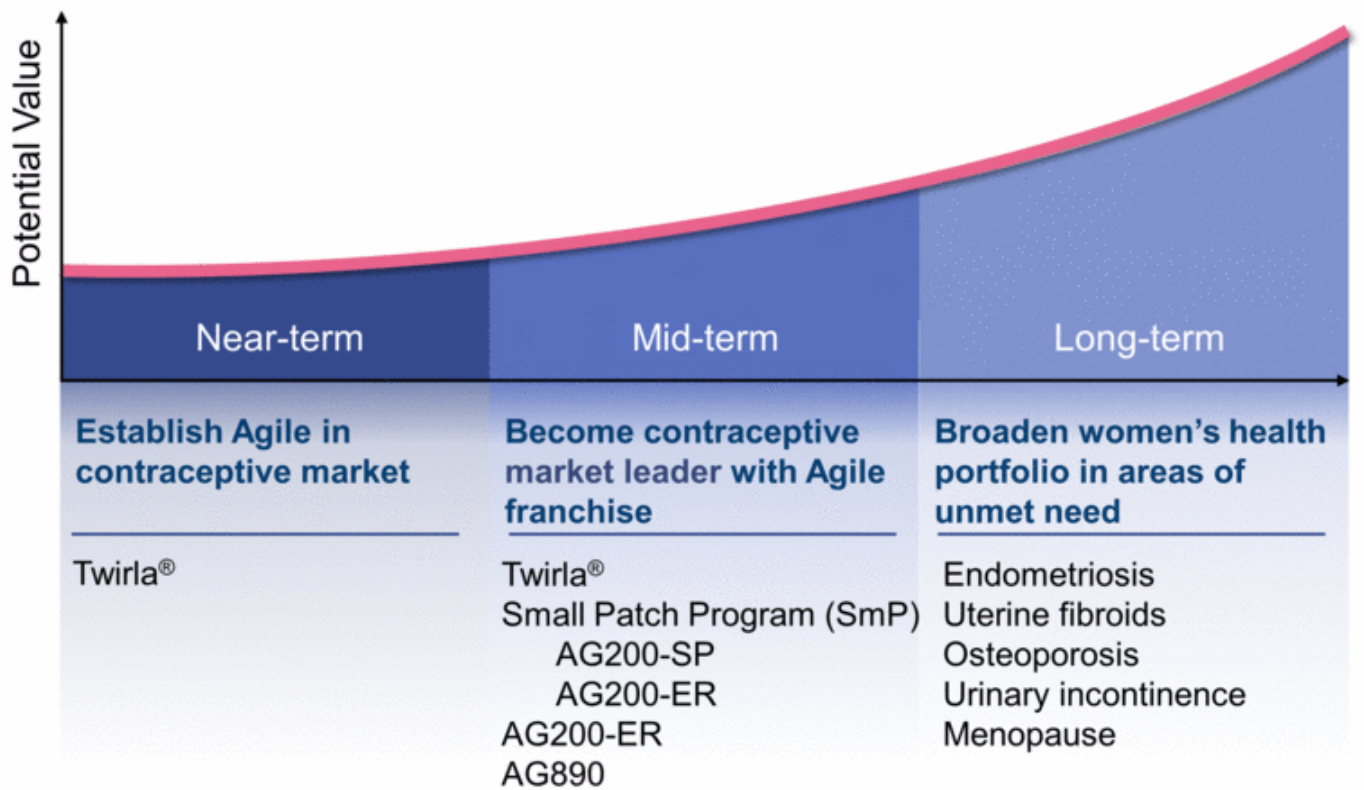 Potential Value
Near-term
Mid-term
Long-term
Establish Agile in
contraceptive market
Twirla®
Become contraceptive
market leader with Agile
franchise
Twirla®
Small Patch Program (SmP)
AG200-SP
AG200-ER
AG200-ER
AG890
Broaden women’s health
portfolio in areas of
unmet need
Endometriosis
Uterine fibroids
Osteoporosis
Urinary incontinence
Menopause